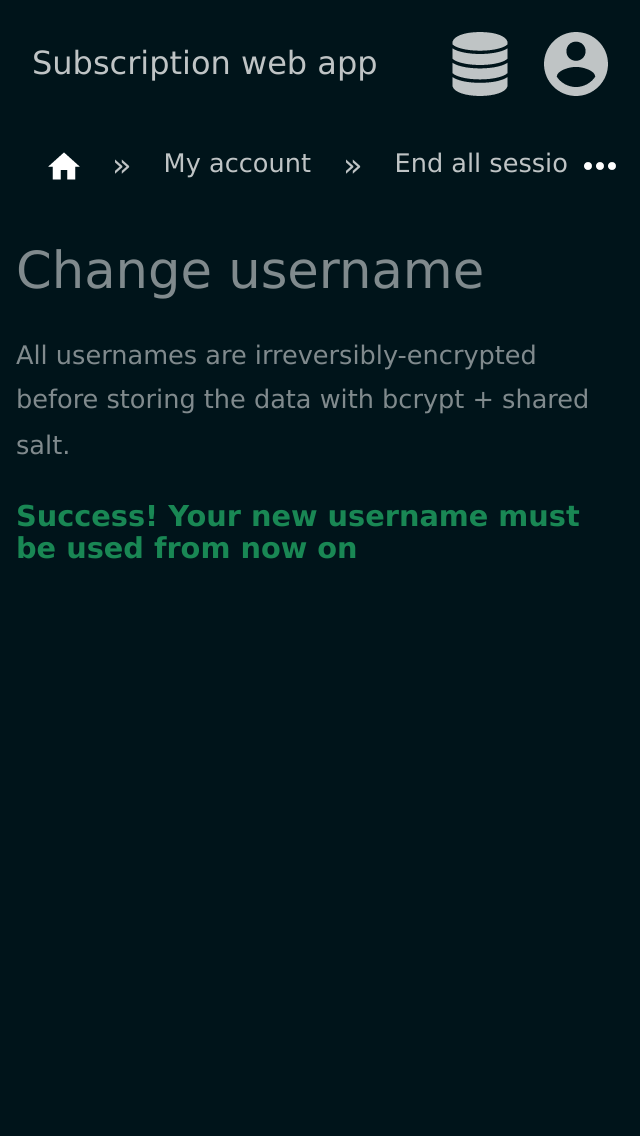 Subscription web app
» My account » End all sessio
Change username
All usernames are irreversibly-encrypted
before storing the data with bcrypt + shared
salt.
Success! Your new username must
be used from now on